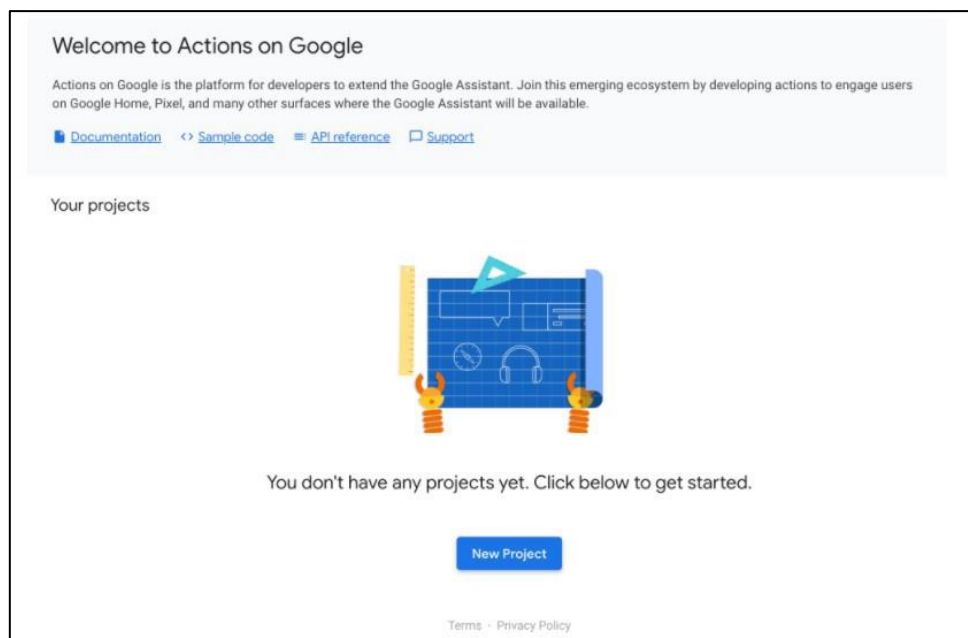 Welcome to Actions on Google
Actions on Google is the platform for developers to extend the Google Assistant. Join this emerging ecosystem by developing actions to engage users
on Google Home, Pixel, and many other surfaces where the Google Assistant will be available.
Documentation <> Sample code API reference Support
Your projects
You don't have any projects yet. Click below to get started.
New Project
Terms · Privacy Policy